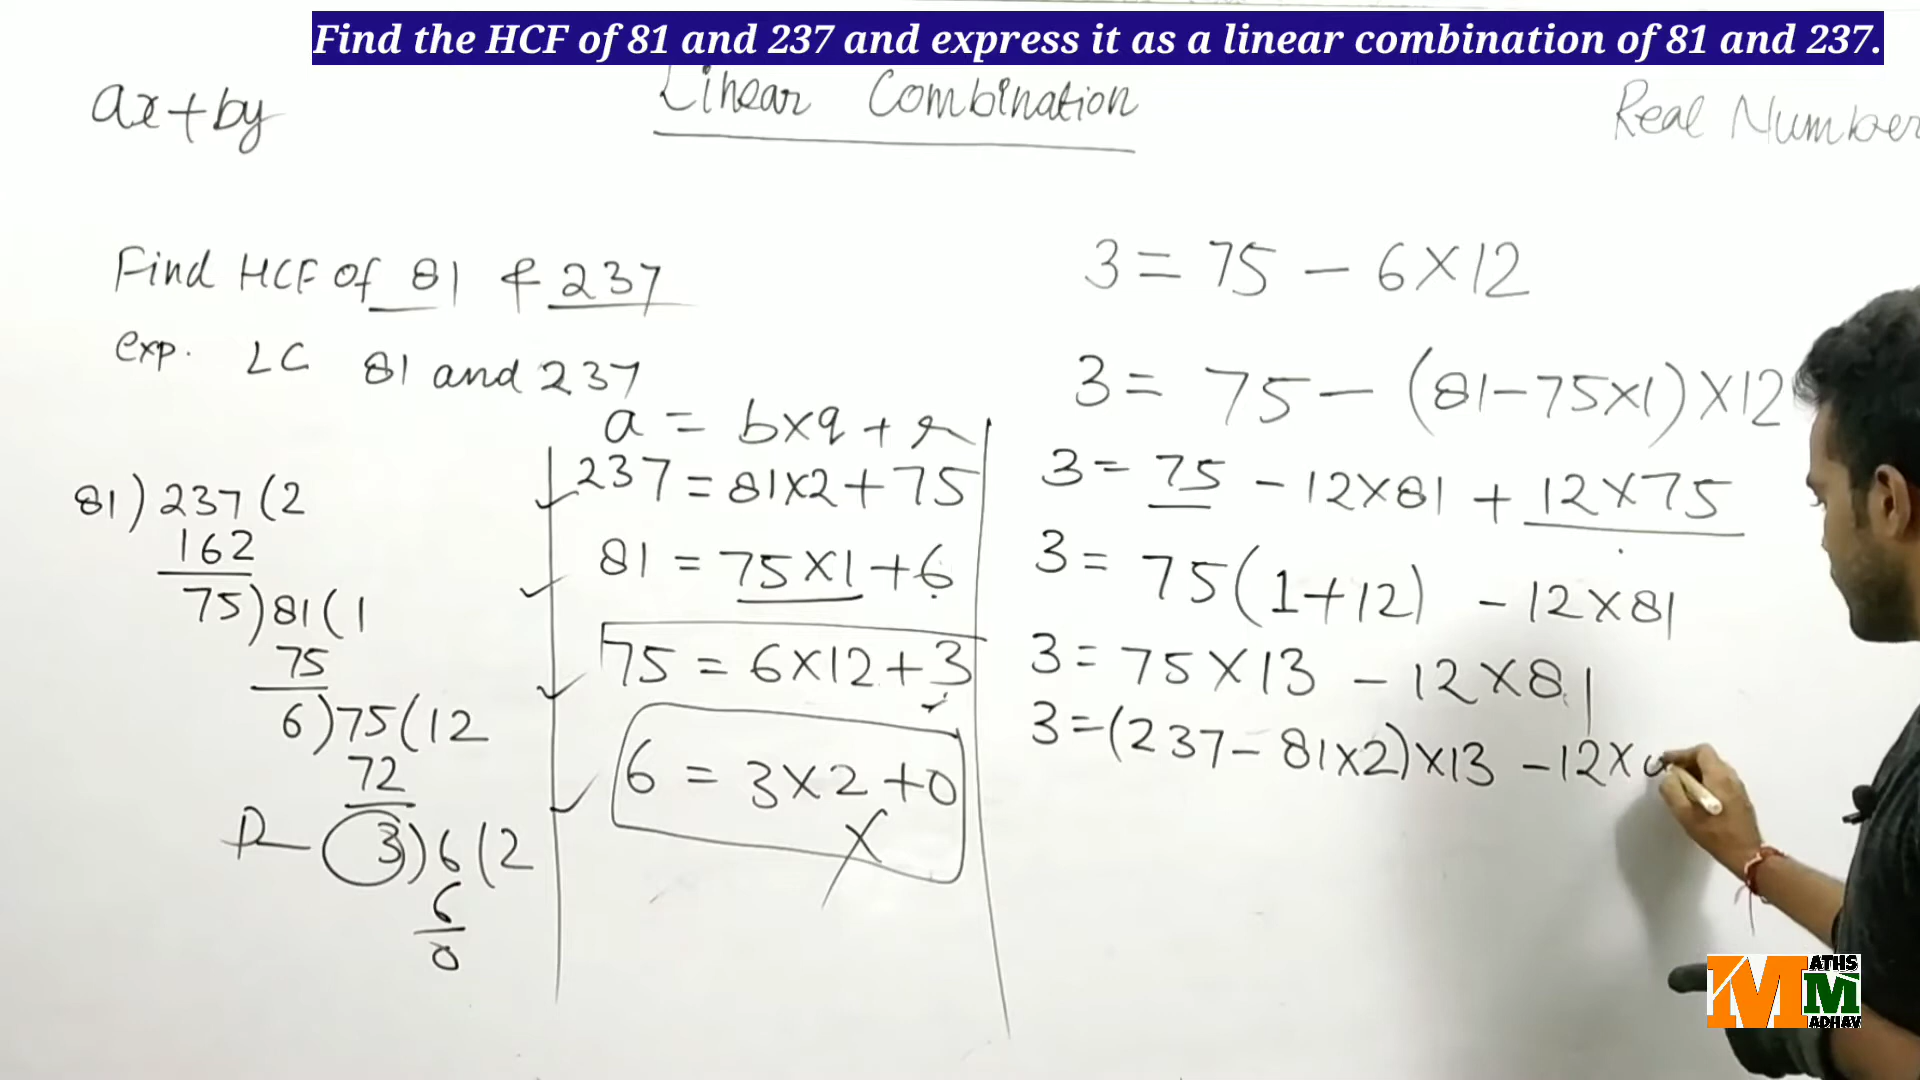 Find the HCF of 81 and 237 and express it as a linear combination of 81 and 237.
ax+by
Linear Combination
Real Number
Find HCF of 81 & 237
exp. LC 81 and 237
81)237(2
162
75)81(1
75
6)75(12
72
3)6(2
6
0
a = b×q + r
237 = 81×2+75
81 = 75×1+6
75 = 6×12+3
6 = 3×2+0
×
3 = 75 - 6×12
3 = 75 - (81-75×1)×12
3 = 75 - 12×81 + 12×75
3 = 75(1+12) - 12×81
3 = 75×13 - 12×81
3 = (237 - 81×2)×13 - 12×
MATHS
MADHAV